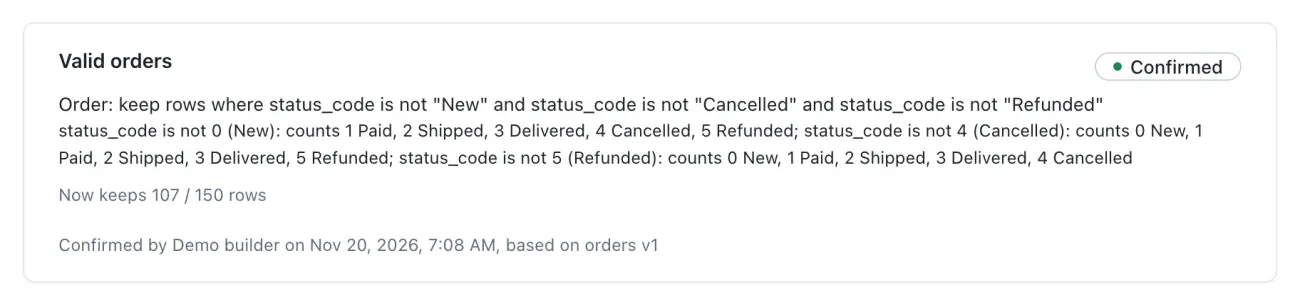 Valid orders
Confirmed
Order: keep rows where status_code is not "New" and status_code is not "Cancelled" and status_code is not "Refunded"
status_code is not 0 (New): counts 1 Paid, 2 Shipped, 3 Delivered, 4 Cancelled, 5 Refunded; status_code is not 4 (Cancelled): counts 0 New, 1
Paid, 2 Shipped, 3 Delivered, 5 Refunded; status_code is not 5 (Refunded): counts 0 New, 1 Paid, 2 Shipped, 3 Delivered, 4 Cancelled
Now keeps 107 / 150 rows
Confirmed by Demo builder on Nov 20, 2026, 7:08 AM, based on orders v1